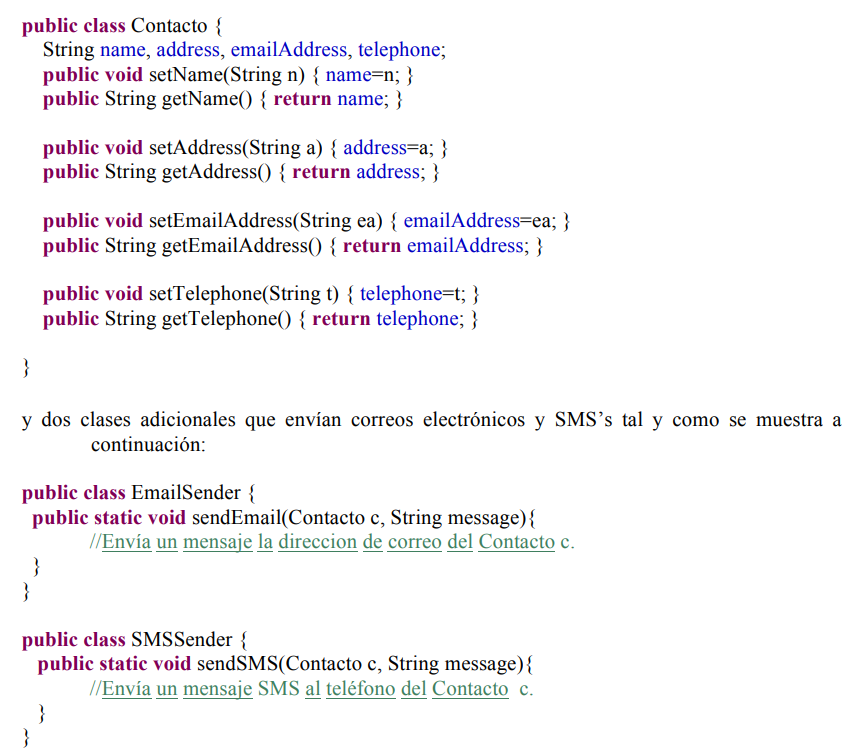 public class Contacto {
String name, address, emailAddress, telephone;
public void setName(String n) { name=n; }
public String getName() { return name; }
public void setAddress(String a) { address=a; }
public String getAddress() { return address; }
public void setEmailAddress(String ea) { emailAddress=ea; }
public String getEmailAddress() { return emailAddress; }
public void setTelephone(String t) { telephone=t; }
public String getTelephone() { return telephone; }
}
y dos clases adicionales que envían correos electrónicos y SMS’s tal y como se muestra a
continuación:
public class EmailSender {
public static void sendEmail(Contacto c, String message){
//Envía un mensaje la direccion de correo del Contacto c.
}
}
public class SMSSender {
public static void sendSMS(Contacto c, String message){
//Envía un mensaje SMS al teléfono del Contacto c.
}
}